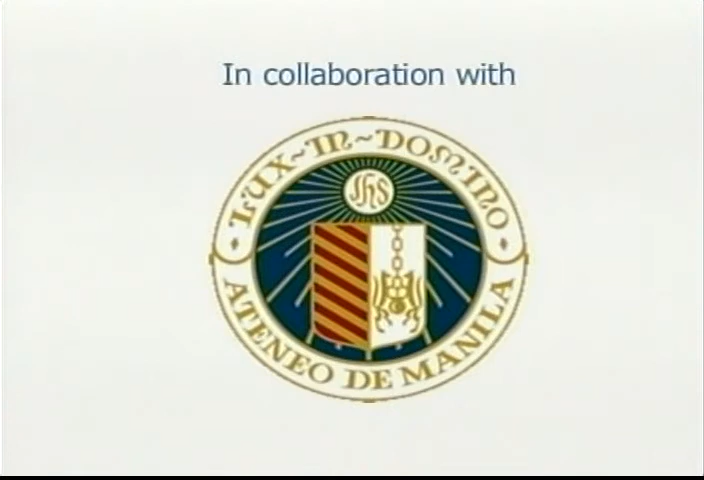 In collaboration with
LUX~IN~DOMINO
IHS
ATENEO DE MANILA